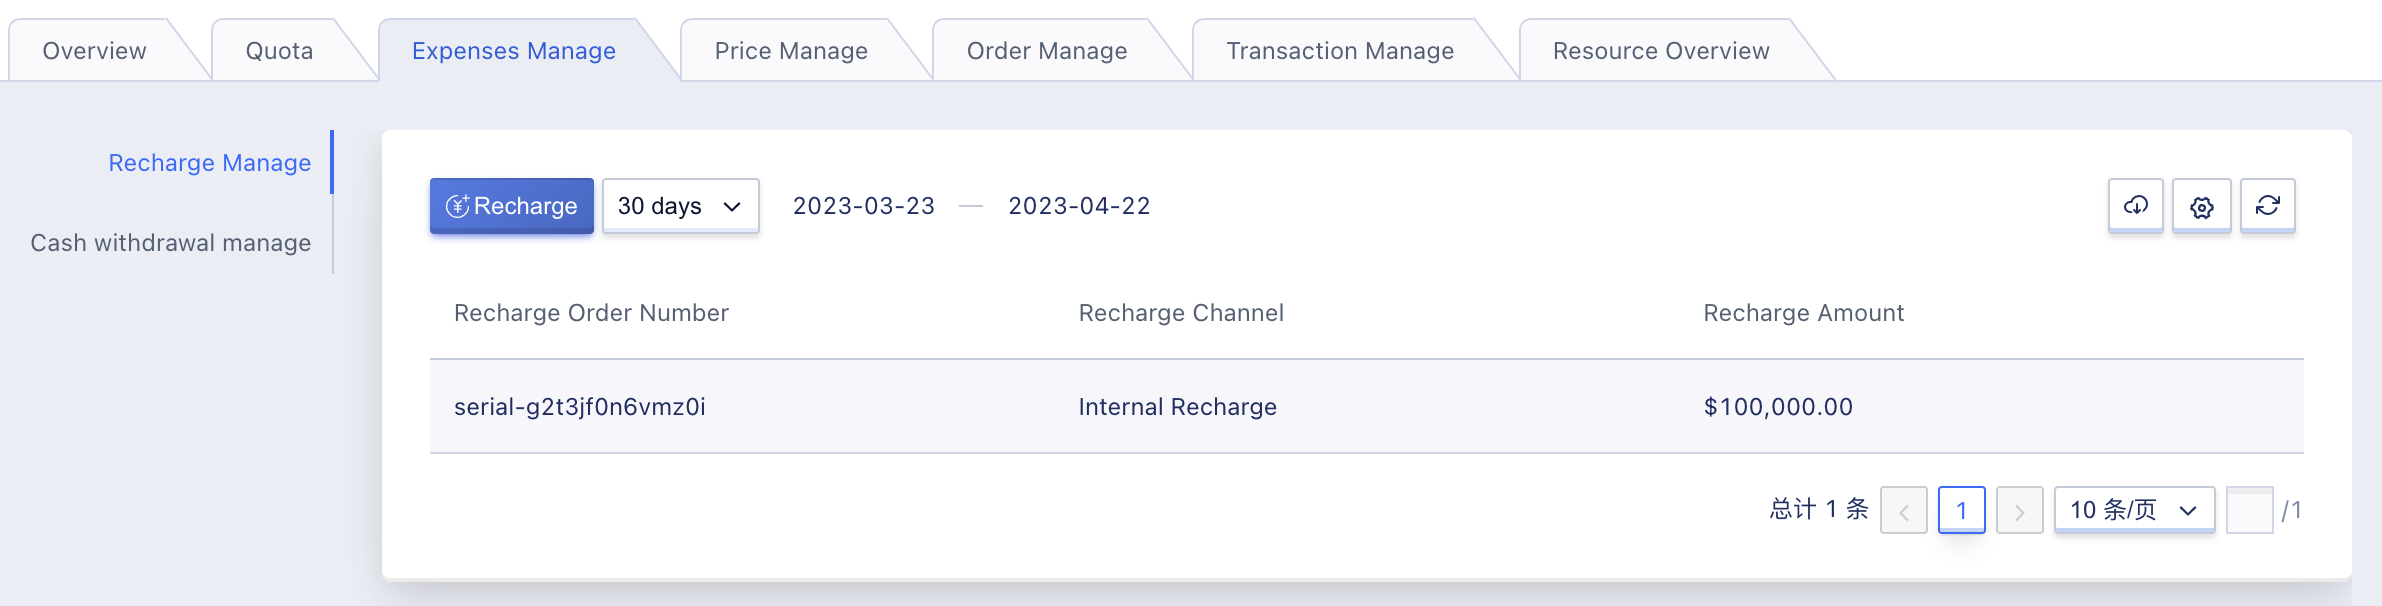 Overview Quota Expenses Manage Price Manage Order Manage Transaction Manage Resource Overview
Recharge Manage
Cash withdrawal manage
Recharge 30 days 2023-03-23 — 2023-04-22
Recharge Order Number Recharge Channel Recharge Amount
serial-g2t3jf0n6vmz0i Internal Recharge $100,000.00
总计 1 条 < 1 > 10 条/页 /1